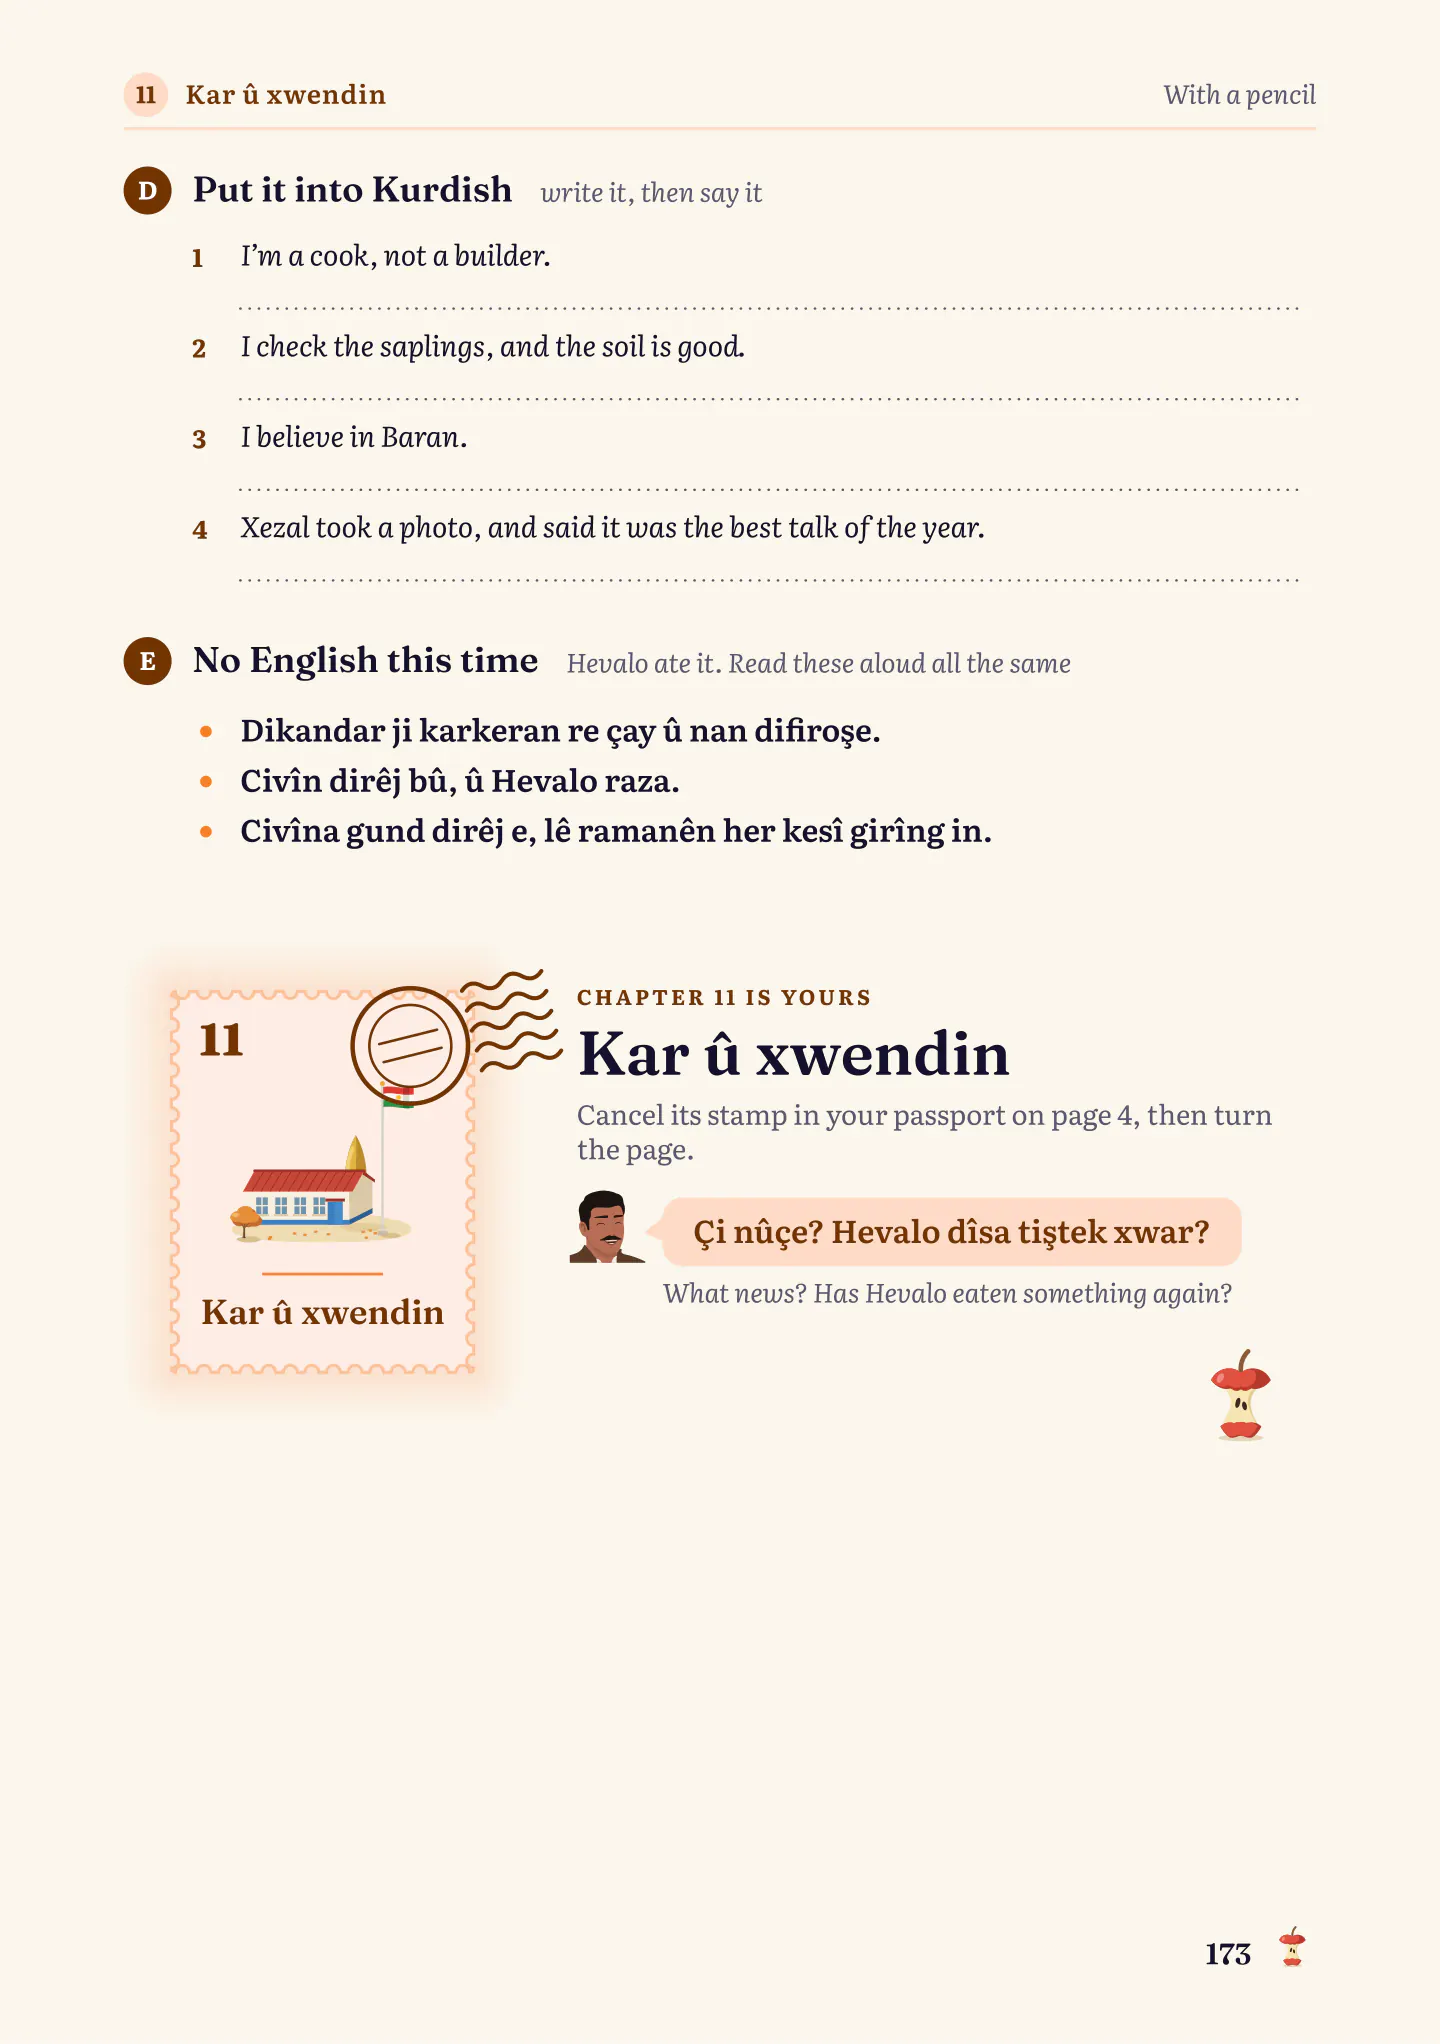 11 Kar û xwendin With a pencil
D Put it into Kurdish write it, then say it
1 I’m a cook, not a builder.
2 I check the saplings, and the soil is good.
3 I believe in Baran.
4 Xezal took a photo, and said it was the best talk of the year.
E No English this time Hevalo ate it. Read these aloud all the same
• Dikandar ji karkeran re çay û nan difiroşe.
• Civîn dirêj bû, û Hevalo raza.
• Civîna gund dirêj e, lê ramanên her kesî girîng in.
11
Kar û xwendin
CHAPTER 11 IS YOURS
Kar û xwendin
Cancel its stamp in your passport on page 4, then turn
the page.
Çi nûçe? Hevalo dîsa tiştek xwar?
What news? Has Hevalo eaten something again?
173